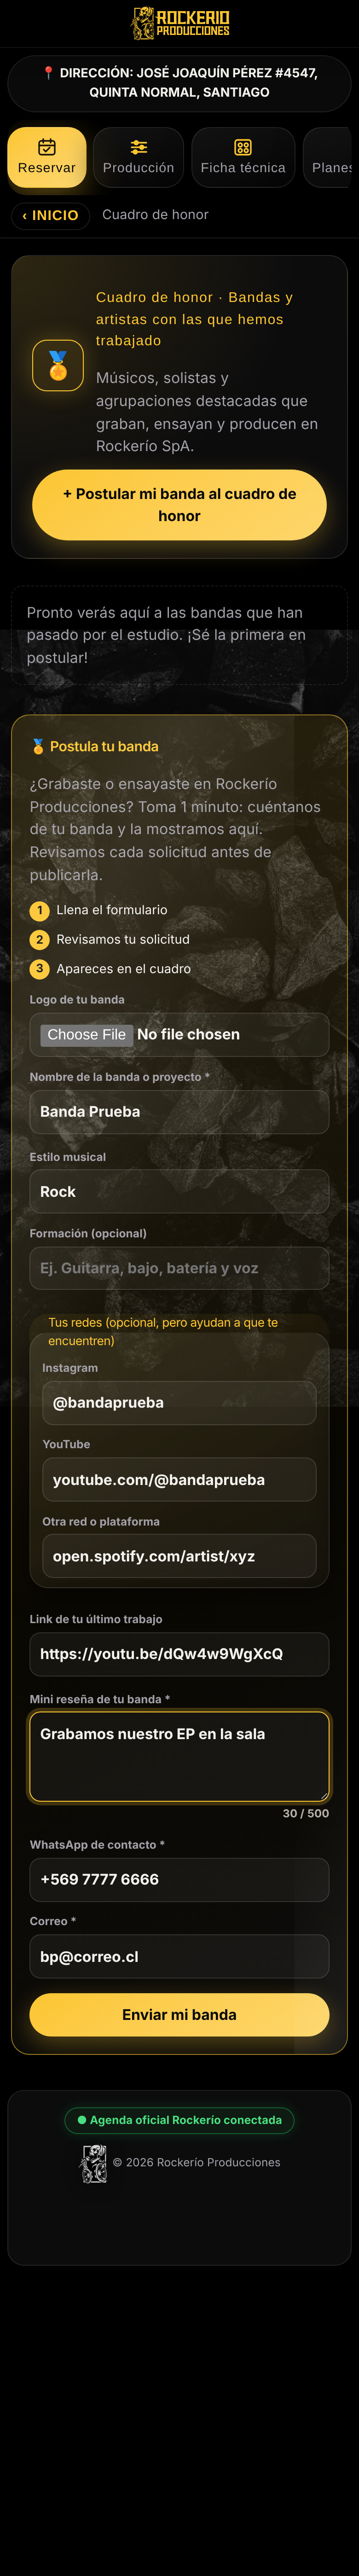 ROCKERIO
PRODUCCIONES
📍 DIRECCIÓN: JOSÉ JOAQUÍN PÉREZ #4547,
QUINTA NORMAL, SANTIAGO
Reservar
Producción
Ficha técnica
Planes
‹ INICIO
Cuadro de honor
Cuadro de honor · Bandas y
artistas con las que hemos
trabajado
Músicos, solistas y
agrupaciones destacadas que
graban, ensayan y producen en
Rockerío SpA.
+ Postular mi banda al cuadro de
honor
Pronto verás aquí a las bandas que han
pasado por el estudio. ¡Sé la primera en
postular!
🏅 Postula tu banda
¿Grabaste o ensayaste en Rockerío
Producciones? Toma 1 minuto: cuéntanos
de tu banda y la mostramos aquí.
Revisamos cada solicitud antes de
publicarla.
1 Llena el formulario
2 Revisamos tu solicitud
3 Apareces en el cuadro
Logo de tu banda
Choose File No file chosen
Nombre de la banda o proyecto *
Banda Prueba
Estilo musical
Rock
Formación (opcional)
Ej. Guitarra, bajo, batería y voz
Tus redes (opcional, pero ayudan a que te
encuentren)
Instagram
@bandaprueba
YouTube
youtube.com/@bandaprueba
Otra red o plataforma
open.spotify.com/artist/xyz
Link de tu último trabajo
https://youtu.be/dQw4w9WgXcQ
Mini reseña de tu banda *
Grabamos nuestro EP en la sala
30 / 500
WhatsApp de contacto *
+569 7777 6666
Correo *
bp@correo.cl
Enviar mi banda
● Agenda oficial Rockerío conectada
© 2026 Rockerío Producciones